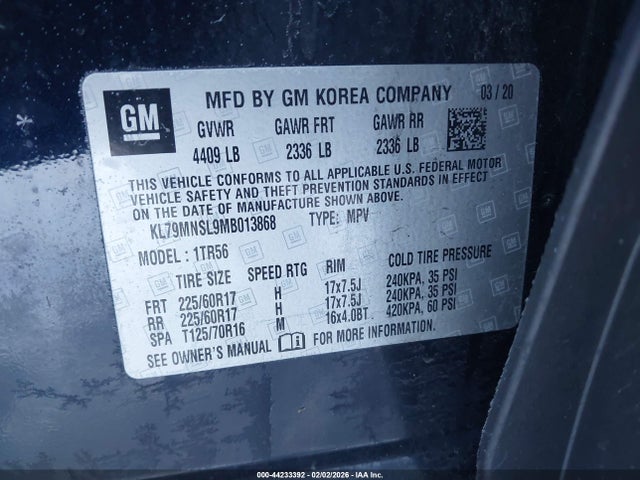 GM
MFD BY GM KOREA COMPANY 03/20
GVWR GAWR FRT GAWR RR
4409 LB 2336 LB 2336 LB
THIS VEHICLE CONFORMS TO ALL APPLICABLE U.S. FEDERAL MOTOR
VEHICLE SAFETY AND THEFT PREVENTION STANDARDS IN EFFECT
ON THE DATE OF MANUFACTURE SHOWN ABOVE.
KL79MNSL9MB013868 TYPE: MPV
MODEL: 1TR56
TIRE SIZE SPEED RTG RIM COLD TIRE PRESSURE
FRT 225/60R17 H 17x7.5J 240KPA, 35 PSI
RR 225/60R17 H 17x7.5J 240KPA, 35 PSI
SPA T125/70R16 M 16x4.0BT 420KPA, 60 PSI
SEE OWNER'S MANUAL FOR MORE INFORMATION.
000-44233392 - 02/02/2026 - IAA Inc.